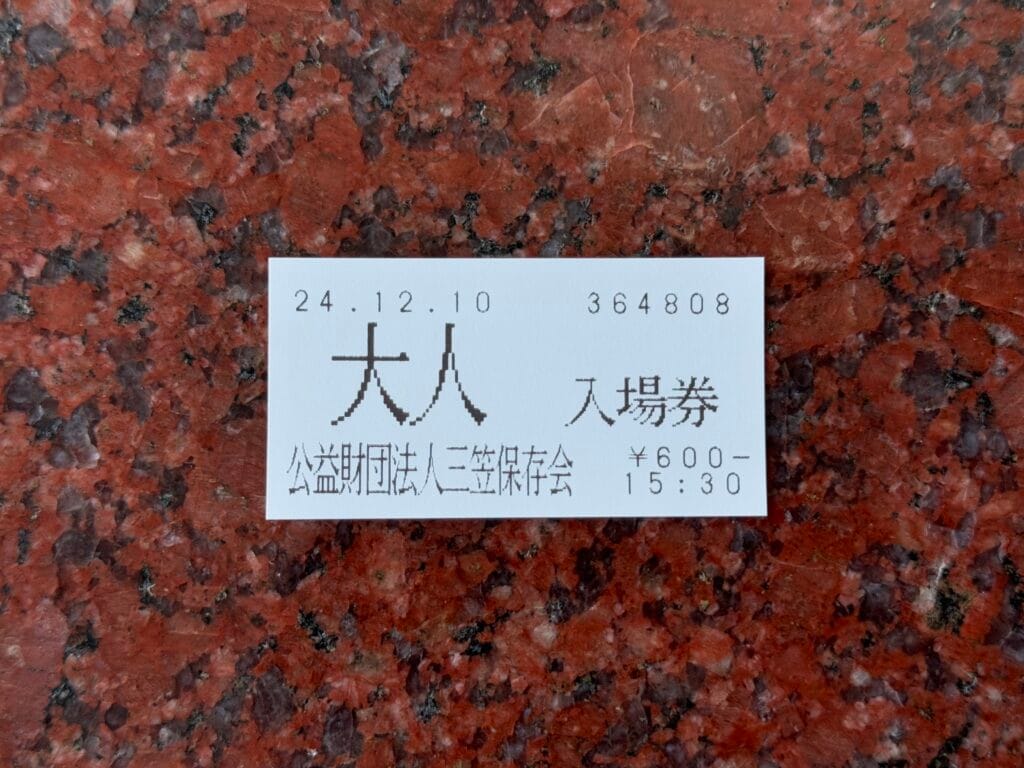 24.12.10 364808
大人 入場券
公益財団法人三笠保存会 ¥600-
15:30